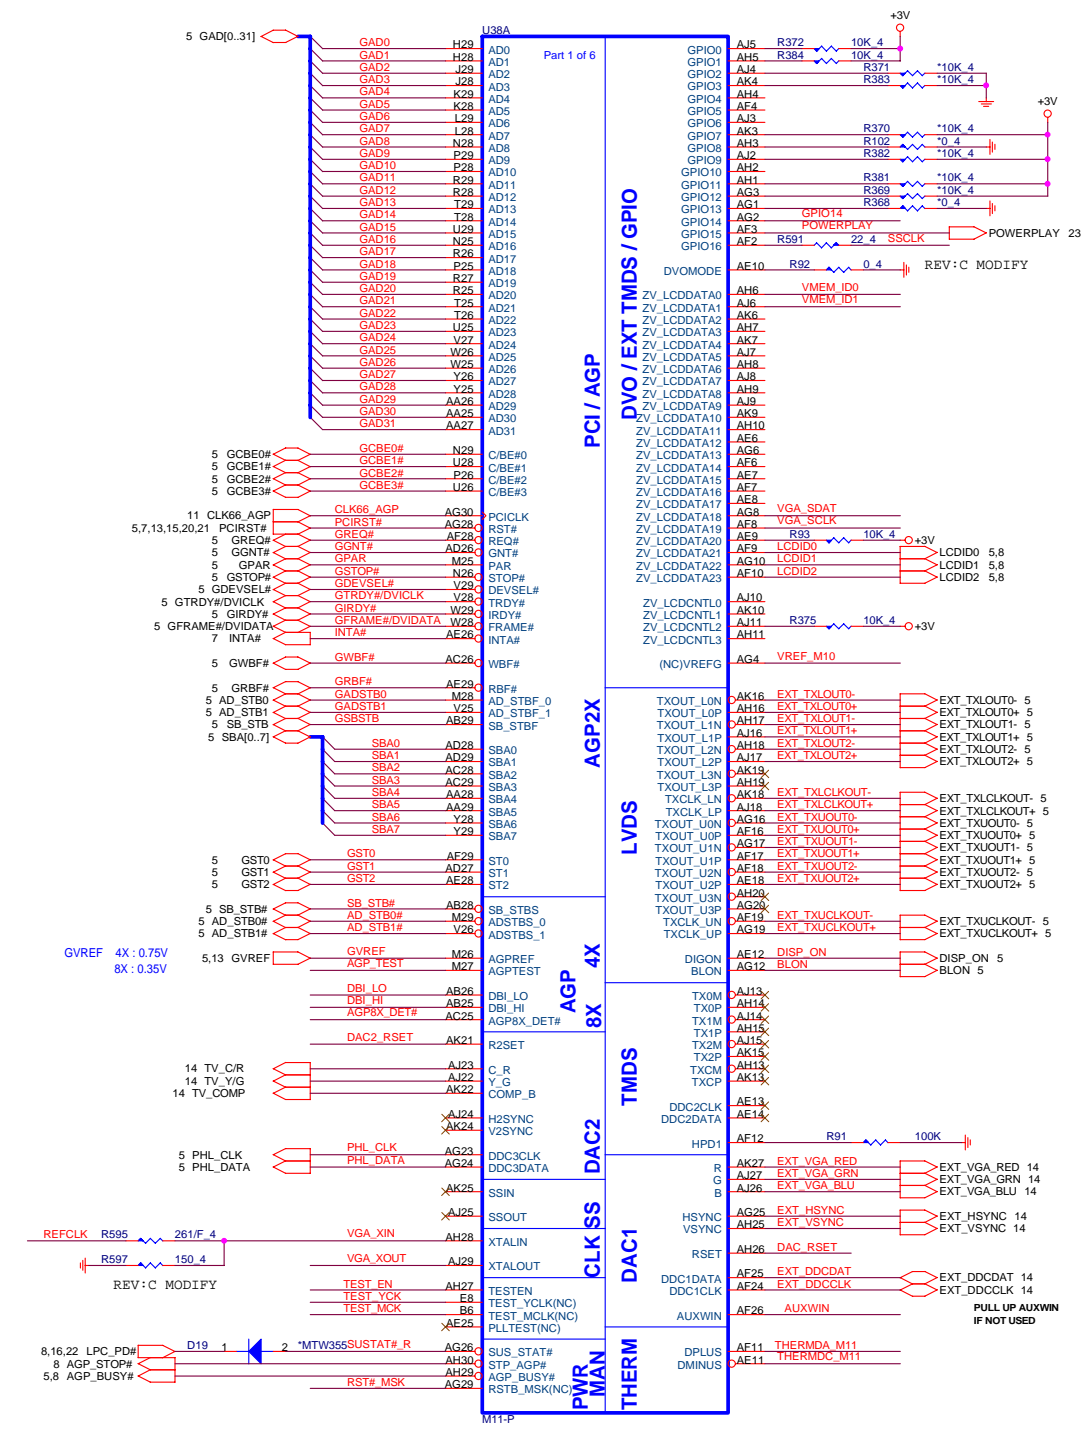 U38A
Part 1 of 6
5 GAD[0..31]
GAD0 H29 AD0
GAD1 H28 AD1
GAD2 J29 AD2
GAD3 J28 AD3
GAD4 K29 AD4
GAD5 K28 AD5
GAD6 L29 AD6
GAD7 L28 AD7
GAD8 N28 AD8
GAD9 P29 AD9
GAD10 P28 AD10
GAD11 R29 AD11
GAD12 R28 AD12
GAD13 T29 AD13
GAD14 T28 AD14
GAD15 U29 AD15
GAD16 N25 AD16
GAD17 R26 AD17
GAD18 P25 AD18
GAD19 R27 AD19
GAD20 R25 AD20
GAD21 T25 AD21
GAD22 T26 AD22
GAD23 U25 AD23
GAD24 V27 AD24
GAD25 W26 AD25
GAD26 W25 AD26
GAD27 Y26 AD27
GAD28 Y25 AD28
GAD29 AA26 AD29
GAD30 AA25 AD30
GAD31 AA27 AD31
5 GCBE0# GCBE0# N29 C/BE#0
5 GCBE1# GCBE1# U28 C/BE#1
5 GCBE2# GCBE2# P26 C/BE#2
5 GCBE3# GCBE3# U26 C/BE#3
11 CLK66_AGP CLK66_AGP AG30 PCICLK
5,7,13,15,20,21 PCIRST# PCIRST# AG28 RST#
5 GREQ# GREQ# AF28 REQ#
5 GGNT# GGNT# AD26 GNT#
5 GPAR GPAR M25 PAR
5 GSTOP# GSTOP# N26 STOP#
5 GDEVSEL# GDEVSEL# V29 DEVSEL#
5 GTRDY#/DVICLK GTRDY#/DVICLK V28 TRDY#
5 GIRDY# GIRDY# W29 IRDY#
5 GFRAME#/DVIDATA GFRAME#/DVIDATA W28 FRAME#
7 INTA# INTA# AE26 INTA#
5 GWBF# GWBF# AC26 WBF#
5 GRBF# GRBF# AE29 RBF#
5 AD_STB0 GADSTB0 M28 AD_STBF_0
5 AD_STB1 GADSTB1 V25 AD_STBF_1
5 SB_STB GSBSTB AB29 SB_STBF
5 SBA[0..7]
SBA0 AD28 SBA0
SBA1 AD29 SBA1
SBA2 AC28 SBA2
SBA3 AC29 SBA3
SBA4 AA28 SBA4
SBA5 AA29 SBA5
SBA6 Y28 SBA6
SBA7 Y29 SBA7
5 GST0 GST0 AF29 ST0
5 GST1 GST1 AD27 ST1
5 GST2 GST2 AE28 ST2
5 SB_STB# SB_STB# AB28 SB_STBS
5 AD_STB0# AD_STB0# M29 ADSTBS_0
5 AD_STB1# AD_STB1# V26 ADSTBS_1
GVREF 4X : 0.75V
8X : 0.35V
5,13 GVREF GVREF M26 AGPREF
AGP_TEST M27 AGPTEST
DBI_LO AB26 DBI_LO
DBI_HI AB25 DBI_HI
AGP8X_DET# AC25 AGP8X_DET#
DAC2_RSET AK21 R2SET
14 TV_C/R AJ23 C_R
14 TV_Y/G AJ22 Y_G
14 TV_COMP AK22 COMP_B
AJ24 H2SYNC
AK24 V2SYNC
5 PHL_CLK PHL_CLK AG23 DDC3CLK
5 PHL_DATA PHL_DATA AG24 DDC3DATA
AK25 SSIN
AJ25 SSOUT
REFCLK R595 261/F_4 VGA_XIN AH28 XTALIN
R597 150_4 VGA_XOUT AJ29 XTALOUT
REV:C MODIFY
TEST_EN AH27 TESTEN
TEST_YCK E8 TEST_YCLK(NC)
TEST_MCK B6 TEST_MCLK(NC)
AE25 PLLTEST(NC)
8,16,22 LPC_PD# D19 1 2 *MTW355 SUSTAT#_R AG26 SUS_STAT#
8 AGP_STOP# AH30 STP_AGP#
5,8 AGP_BUSY# AH29 AGP_BUSY#
RST#_MSK AG29 RSTB_MSK(NC)
M11-P
PCI / AGP
AGP2X
AGP 4X
8X
DAC2
CLK SS
PWR
MAN
DVO / EXT TMDS / GPIO
LVDS
TMDS
DAC1
THERM
+3V
GPIO0 AJ5 R372 10K_4
GPIO1 AH5 R384 10K_4
GPIO2 AJ4 R371 *10K_4
GPIO3 AK4 R383 *10K_4
GPIO4 AH4
GPIO5 AF4
GPIO6 AJ3
+3V
GPIO7 AK3 R370 *10K_4
GPIO8 AH3 R102 *0_4
GPIO9 AJ2 R382 *10K_4
GPIO10 AH2
GPIO11 AH1 R381 *10K_4
GPIO12 AG3 R369 *10K_4
GPIO13 AG1 R368 *0_4
GPIO14 AG2 GPIO14
GPIO15 AF3 POWERPLAY POWERPLAY 23
GPIO16 AF2 R591 22_4 SSCLK
REV:C MODIFY
DVOMODE AE10 R92 0_4
ZV_LCDDATA0 AH6 VMEM_ID0
ZV_LCDDATA1 AJ6 VMEM_ID1
ZV_LCDDATA2 AK6
ZV_LCDDATA3 AH7
ZV_LCDDATA4 AK7
ZV_LCDDATA5 AJ7
ZV_LCDDATA6 AH8
ZV_LCDDATA7 AJ8
ZV_LCDDATA8 AH9
ZV_LCDDATA9 AJ9
ZV_LCDDATA10 AK9
ZV_LCDDATA11 AH10
ZV_LCDDATA12 AE6
ZV_LCDDATA13 AG6
ZV_LCDDATA14 AF6
ZV_LCDDATA15 AE7
ZV_LCDDATA16 AF7
ZV_LCDDATA17 AE8
ZV_LCDDATA18 AG8 VGA_SDAT
ZV_LCDDATA19 AF8 VGA_SCLK
ZV_LCDDATA20 AE9 R93 10K_4 +3V
ZV_LCDDATA21 AF9 LCDID0 LCDID0 5,8
ZV_LCDDATA22 AG10 LCDID1 LCDID1 5,8
ZV_LCDDATA23 AF10 LCDID2 LCDID2 5,8
ZV_LCDCNTL0 AJ10
ZV_LCDCNTL1 AK10
ZV_LCDCNTL2 AJ11 R375 10K_4 +3V
ZV_LCDCNTL3 AH11
(NC)VREFG AG4 VREF_M10
TXOUT_L0N AK16 EXT_TXLOUT0- EXT_TXLOUT0- 5
TXOUT_L0P AH16 EXT_TXLOUT0+ EXT_TXLOUT0+ 5
TXOUT_L1N AH17 EXT_TXLOUT1- EXT_TXLOUT1- 5
TXOUT_L1P AJ16 EXT_TXLOUT1+ EXT_TXLOUT1+ 5
TXOUT_L2N AH18 EXT_TXLOUT2- EXT_TXLOUT2- 5
TXOUT_L2P AJ17 EXT_TXLOUT2+ EXT_TXLOUT2+ 5
TXOUT_L3N AK19
TXOUT_L3P AH19
TXCLK_LN AK18 EXT_TXLCLKOUT- EXT_TXLCLKOUT- 5
TXCLK_LP AJ18 EXT_TXLCLKOUT+ EXT_TXLCLKOUT+ 5
TXOUT_U0N AG16 EXT_TXUOUT0- EXT_TXUOUT0- 5
TXOUT_U0P AF16 EXT_TXUOUT0+ EXT_TXUOUT0+ 5
TXOUT_U1N AG17 EXT_TXUOUT1- EXT_TXUOUT1- 5
TXOUT_U1P AF17 EXT_TXUOUT1+ EXT_TXUOUT1+ 5
TXOUT_U2N AF18 EXT_TXUOUT2- EXT_TXUOUT2- 5
TXOUT_U2P AE18 EXT_TXUOUT2+ EXT_TXUOUT2+ 5
TXOUT_U3N AH20
TXOUT_U3P AG20
TXCLK_UN AF19 EXT_TXUCLKOUT- EXT_TXUCLKOUT- 5
TXCLK_UP AG19 EXT_TXUCLKOUT+ EXT_TXUCLKOUT+ 5
DIGON AE12 DISP_ON DISP_ON 5
BLON AG12 BLON BLON 5
TX0M AJ13
TX0P AH14
TX1M AJ14
TX1P AH15
TX2M AJ15
TX2P AK15
TXCM AH13
TXCP AK13
DDC2CLK AE13
DDC2DATA AE14
HPD1 AF12 R91 100K
R AK27 EXT_VGA_RED EXT_VGA_RED 14
G AJ27 EXT_VGA_GRN EXT_VGA_GRN 14
B AJ26 EXT_VGA_BLU EXT_VGA_BLU 14
HSYNC AG25 EXT_HSYNC EXT_HSYNC 14
VSYNC AH25 EXT_VSYNC EXT_VSYNC 14
RSET AH26 DAC_RSET
DDC1DATA AF25 EXT_DDCDAT EXT_DDCDAT 14
DDC1CLK AF24 EXT_DDCCLK EXT_DDCCLK 14
AUXWIN AF26 AUXWIN
PULL UP AUXWIN
IF NOT USED
DPLUS AF11 THERMDA_M11
DMINUS AE11 THERMDC_M11